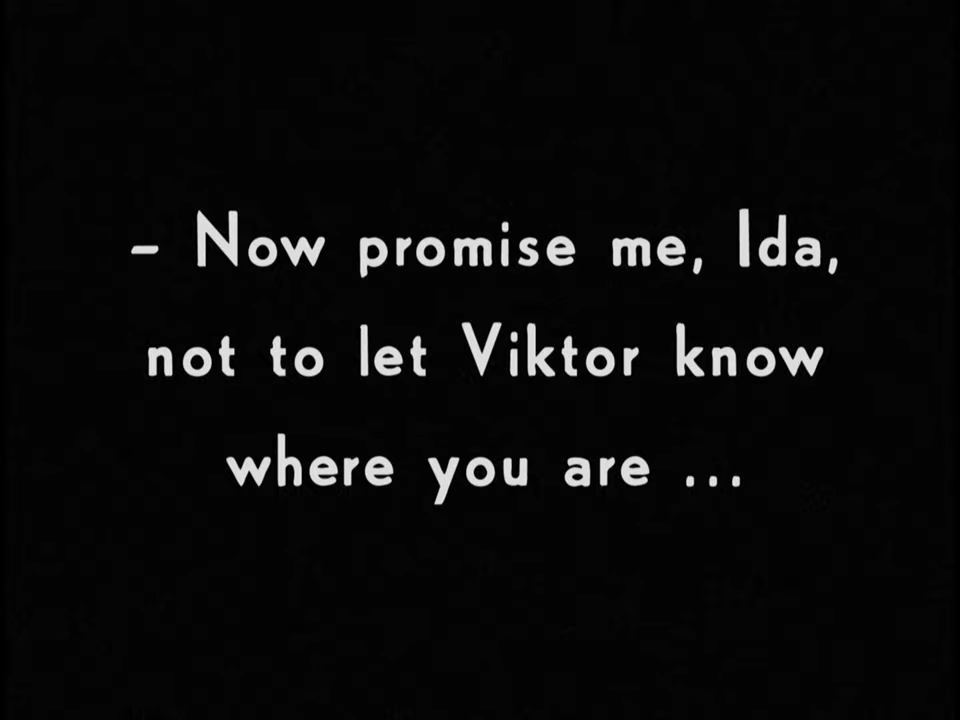 – Now promise me, Ida,
not to let Viktor know
where you are ...